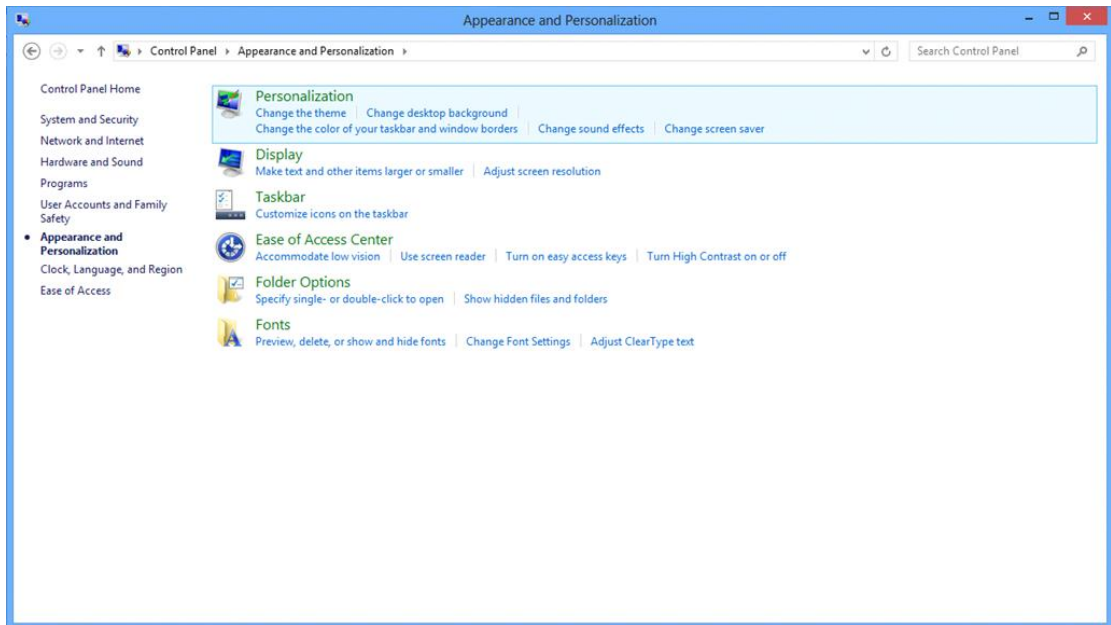 Appearance and Personalization
Control Panel Appearance and Personalization
Search Control Panel
Control Panel Home
System and Security
Network and Internet
Hardware and Sound
Programs
User Accounts and Family
Safety
Appearance and
Personalization
Clock, Language, and Region
Ease of Access
Personalization
Change the theme Change desktop background
Change the color of your taskbar and window borders Change sound effects Change screen saver
Display
Make text and other items larger or smaller Adjust screen resolution
Taskbar
Customize icons on the taskbar
Ease of Access Center
Accommodate low vision Use screen reader Turn on easy access keys Turn High Contrast on or off
Folder Options
Specify single- or double-click to open Show hidden files and folders
Fonts
Preview, delete, or show and hide fonts Change Font Settings Adjust ClearType text